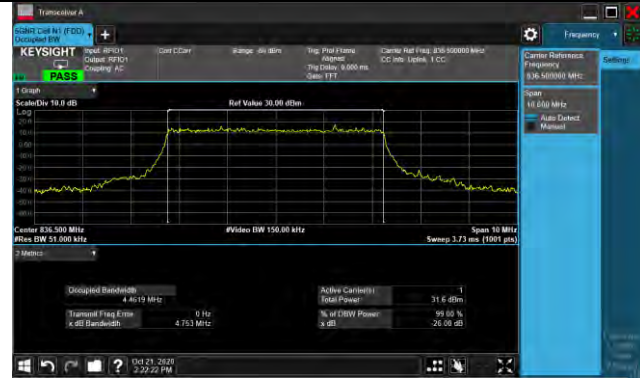 Transceiver A
5GNR Cell N1 (FDD)
Occupied BW
Frequency
KEYSIGHT
Input: RFIO1
Output: RFIO1
Coupling: AC
Corr CCorr
Trig: Pref Frame
Aligned
Trig Delay: 0.000 ms
Gate: FFT
Carrier Ref Freq: 836.500000 MHz
CC Info: Uplink, 1 CC
PASS
Carrier Reference
Frequency
836.500000 MHz
Settings
Span
10.000 MHz
Auto Detect
Manual
1 Graph
Scale/Div 10.0 dB
Ref Value 30.00 dBm
Log
Center 836.500 MHz
#Video BW 150.00 kHz
Span 10 MHz
#Res BW 51.000 kHz
Sweep 3.73 ms (1001 pts)
2 Metrics
Occupied Bandwidth
4.4619 MHz
Active Carrier(s) 1
Total Power 31.6 dBm
Transmit Freq Error 0 Hz
x dB Bandwidth 4.753 MHz
% of OBW Power 99.00 %
x dB -26.00 dB
Oct 21, 2020
2:22:22 PM